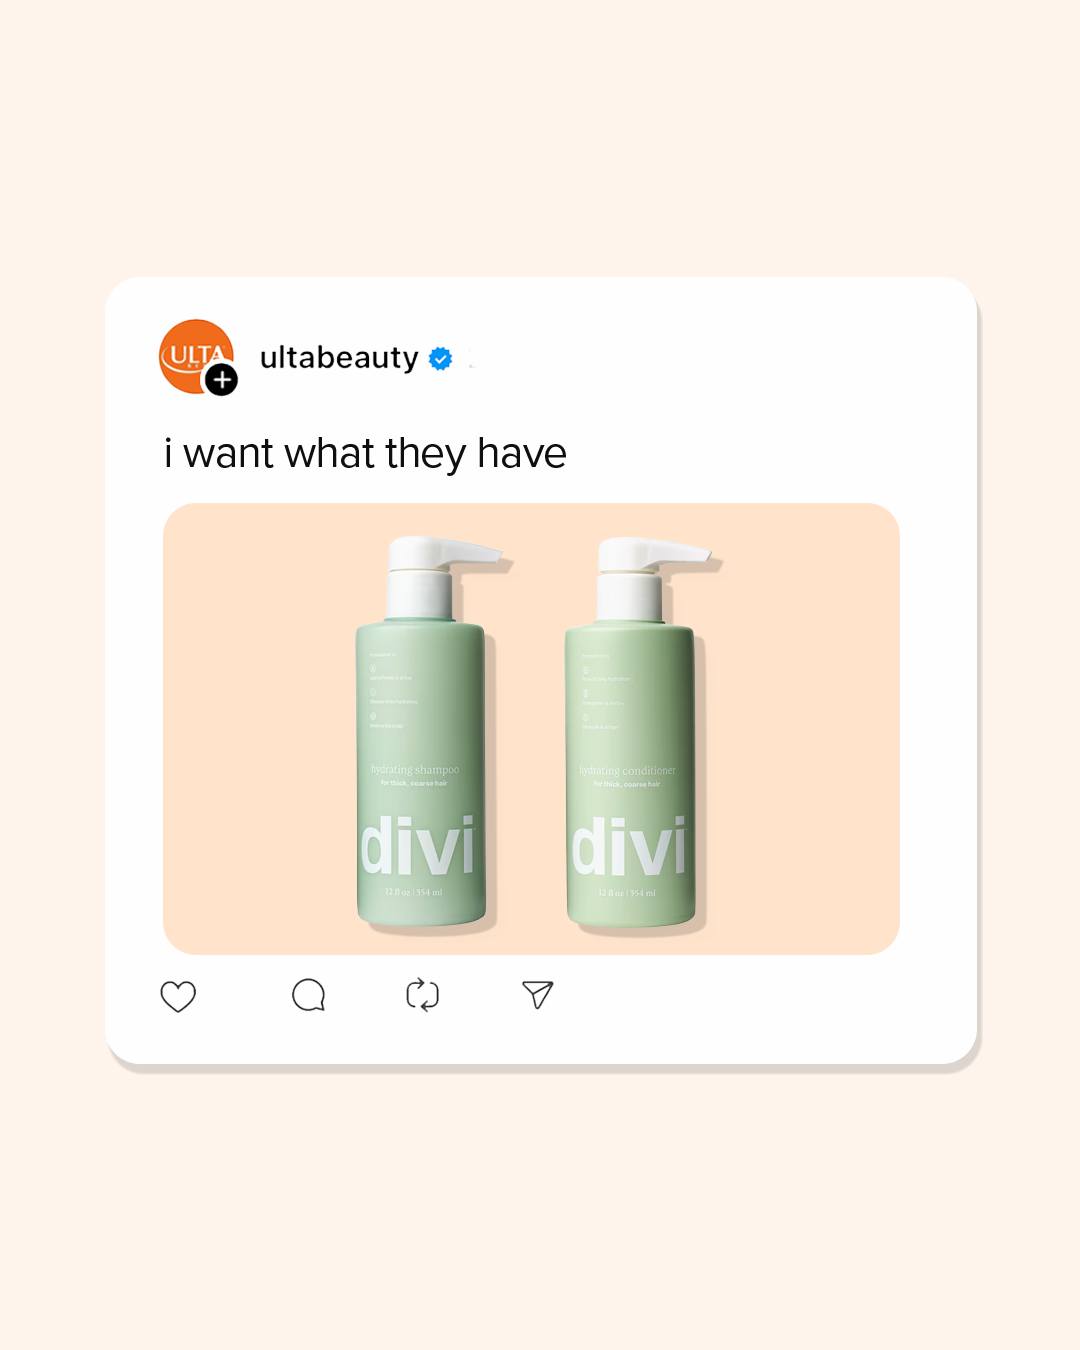 ULTA
ultabeauty
i want what they have
hydrating shampoo
for thick, coarse hair
divi
12 fl oz | 354 ml
hydrating conditioner
for thick, coarse hair
divi
12 fl oz | 354 ml